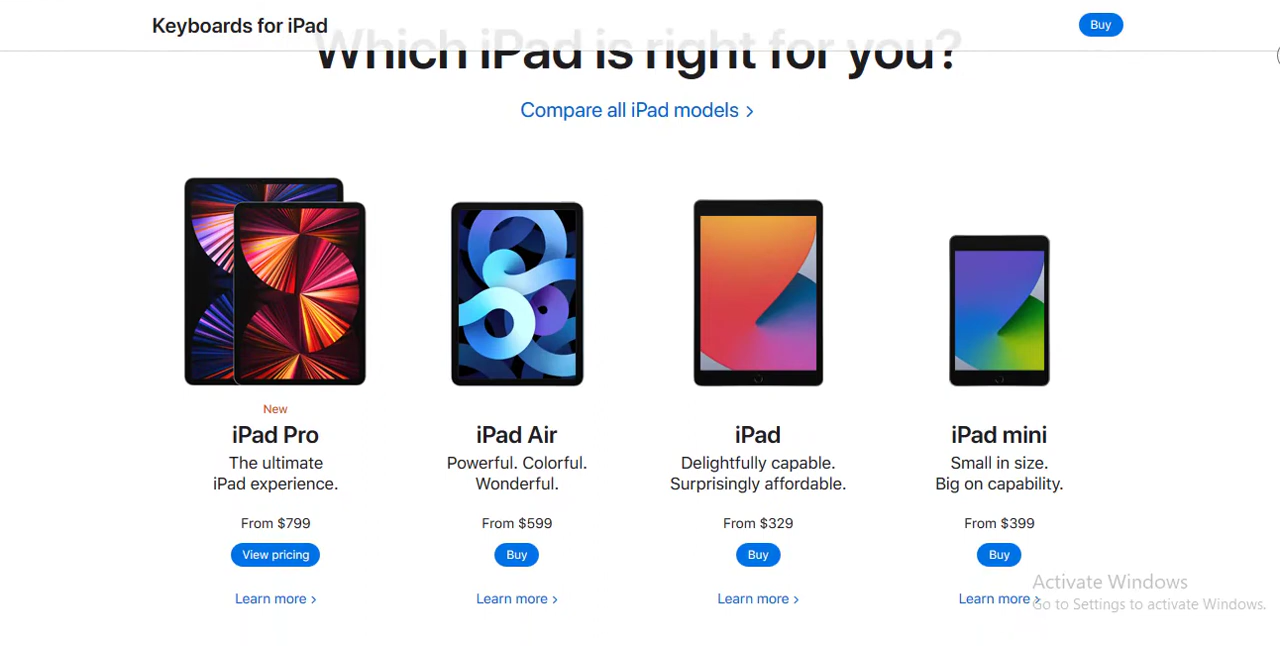 Keyboards for iPad
Buy
Which iPad is right for you?
Compare all iPad models >
New
iPad Pro
The ultimate
iPad experience.
From $799
View pricing
Learn more >
iPad Air
Powerful. Colorful.
Wonderful.
From $599
Buy
Learn more >
iPad
Delightfully capable.
Surprisingly affordable.
From $329
Buy
Learn more >
iPad mini
Small in size.
Big on capability.
From $399
Buy
Learn more >
Activate Windows
Go to Settings to activate Windows.